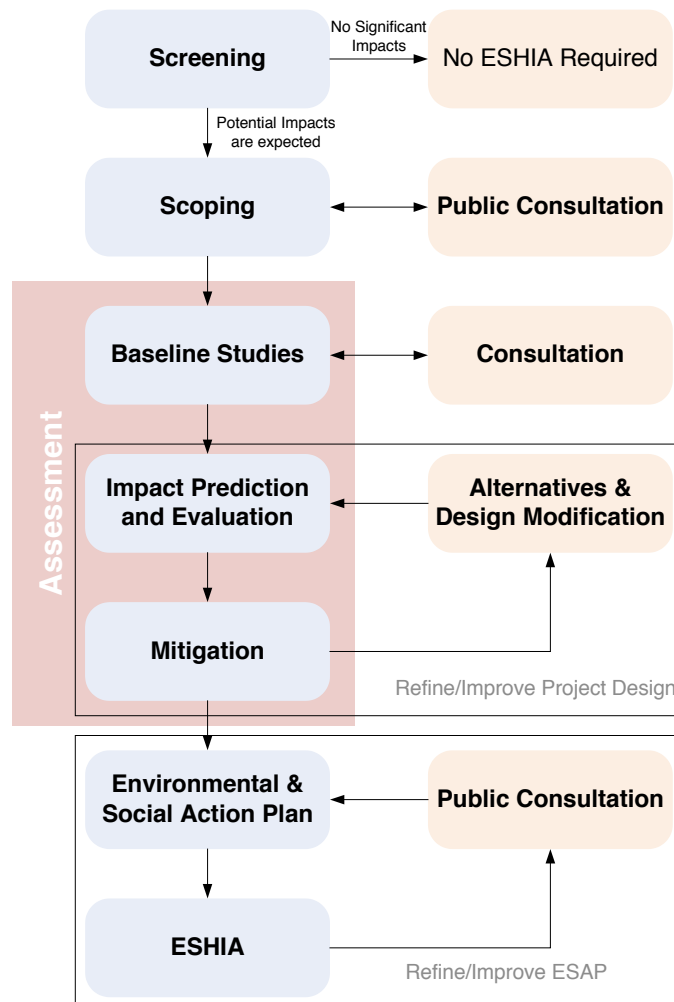 Screening
No Significant
Impacts
No ESHIA Required
Potential Impacts
are expected
Scoping
Public Consultation
Assessment
Baseline Studies
Consultation
Impact Prediction
and Evaluation
Alternatives &
Design Modification
Mitigation
Refine/Improve Project Design
Environmental &
Social Action Plan
Public Consultation
ESHIA
Refine/Improve ESAP